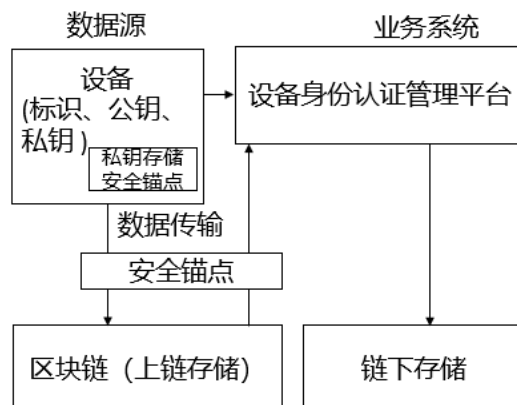 数据源
业务系统
设备
(标识、公钥、
私钥 )
私钥存储
安全锚点
设备身份认证管理平台
数据传输
安全锚点
区块链（上链存储）
链下存储